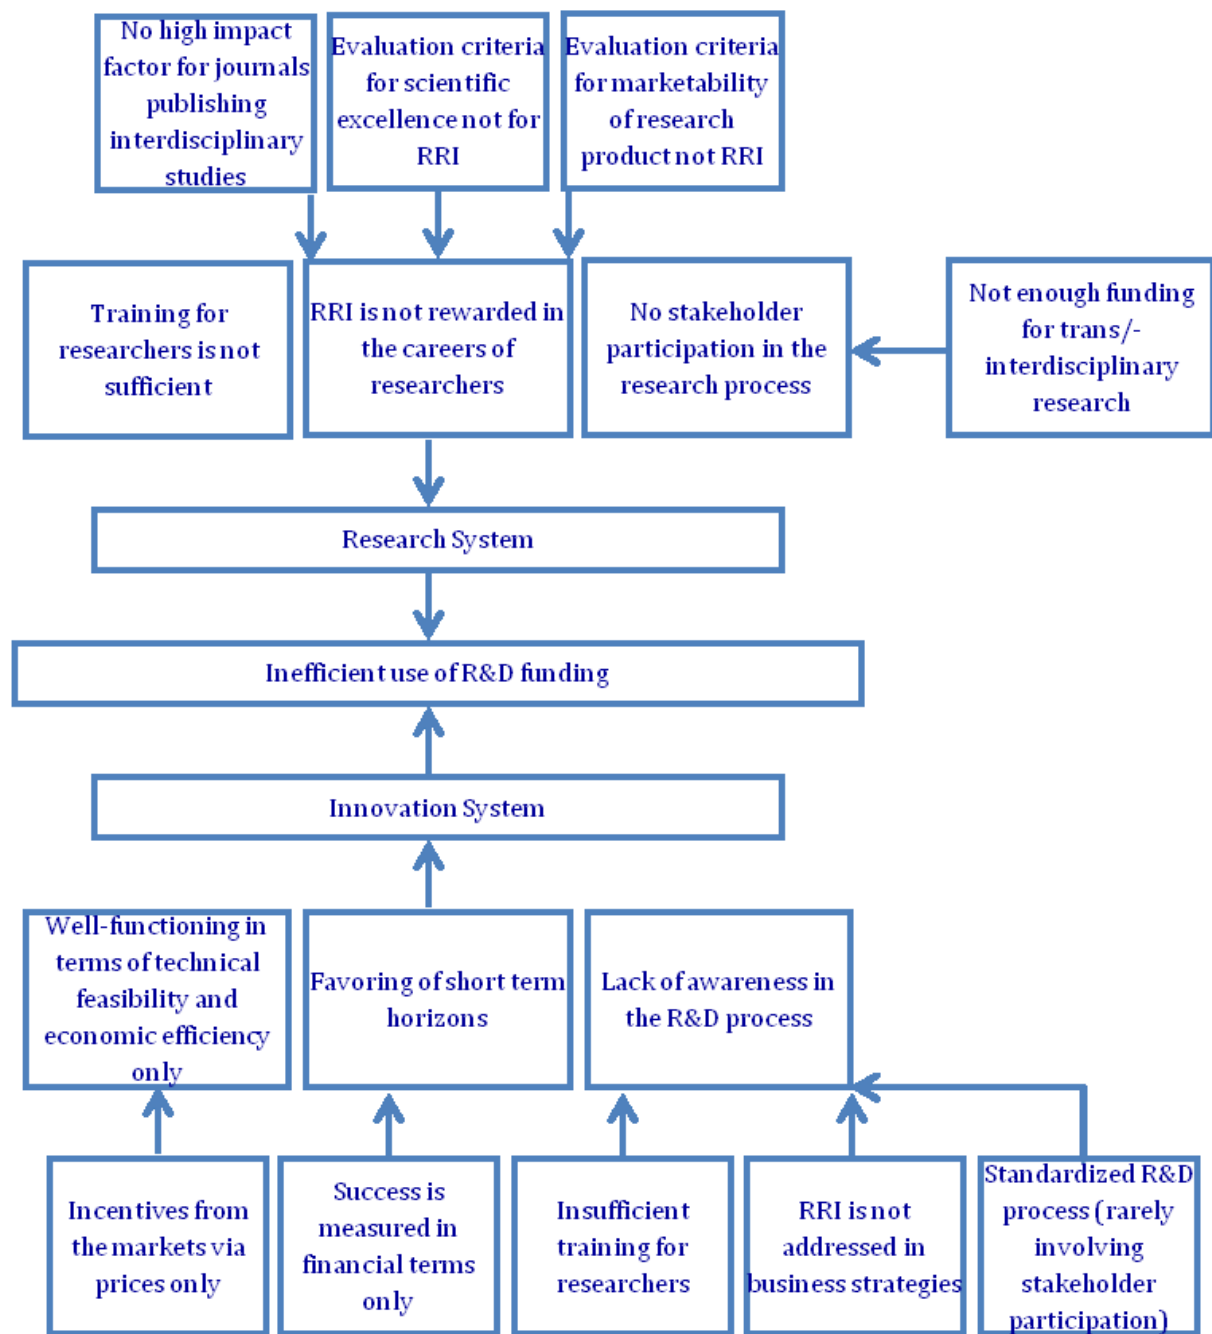 No high impact
factor for journals
publishing
interdisciplinary
studies
Evaluation criteria
for scientific
excellence not for
RRI
Evaluation criteria
for marketability
of research
product not RRI
Training for
researchers is not
sufficient
RRI is not rewarded in
the careers of
researchers
No stakeholder
participation in the
research process
Not enough funding
for trans/-
interdisciplinary
research
Research System
Inefficient use of R&D funding
Innovation System
Well-functioning in
terms of technical
feasibility and
economic efficiency
only
Favoring of short term
horizons
Lack of awareness in
the R&D process
Incentives from
the markets via
prices only
Success is
measured in
financial terms
only
Insufficient
training for
researchers
RRI is not
addressed in
business strategies
Standardized R&D
process (rarely
involving
stakeholder
participation)